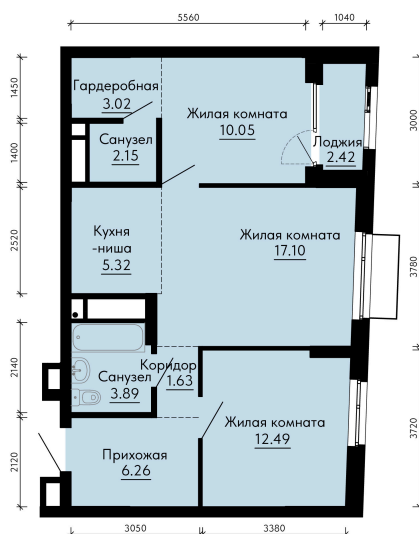 5560
1040
1450
1400
2520
2140
2120
3000
3780
3720
Гардеробная
3.02
Жилая комната
10.05
Санузел
2.15
Лоджия
2.42
Кухня
-ниша
5.32
Жилая комната
17.10
Коридор
1.63
Санузел
3.89
Жилая комната
12.49
Прихожая
6.26
3050
3380